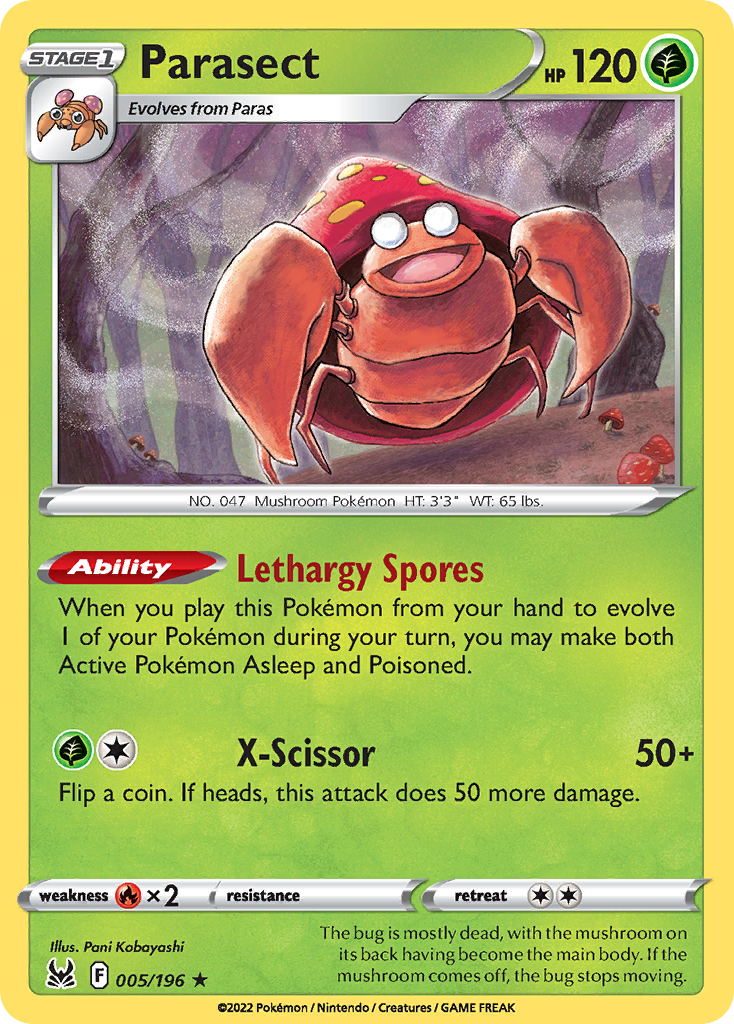 STAGE1
Parasect
HP 120
Evolves from Paras
NO. 047 Mushroom Pokémon HT: 3'3" WT: 65 lbs.
Ability Lethargy Spores
When you play this Pokémon from your hand to evolve
1 of your Pokémon during your turn, you may make both
Active Pokémon Asleep and Poisoned.
X-Scissor 50+
Flip a coin. If heads, this attack does 50 more damage.
weakness ×2 resistance retreat
Illus. Pani Kobayashi
F 005/196 ★
The bug is mostly dead, with the mushroom on
its back having become the main body. If the
mushroom comes off, the bug stops moving.
©2022 Pokémon / Nintendo / Creatures / GAME FREAK